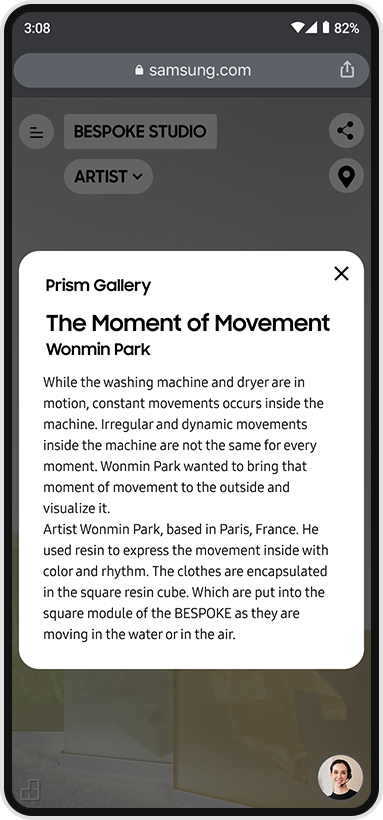 3:08
82%
samsung.com
BESPOKE STUDIO
ARTIST
Prism Gallery
The Moment of Movement
Wonmin Park
While the washing machine and dryer are in
motion, constant movements occurs inside the
machine. Irregular and dynamic movements
inside the machine are not the same for every
moment. Wonmin Park wanted to bring that
moment of movement to the outside and
visualize it.
Artist Wonmin Park, based in Paris, France. He
used resin to express the movement inside with
color and rhythm. The clothes are encapsulated
in the square resin cube. Which are put into the
square module of the BESPOKE as they are
moving in the water or in the air.